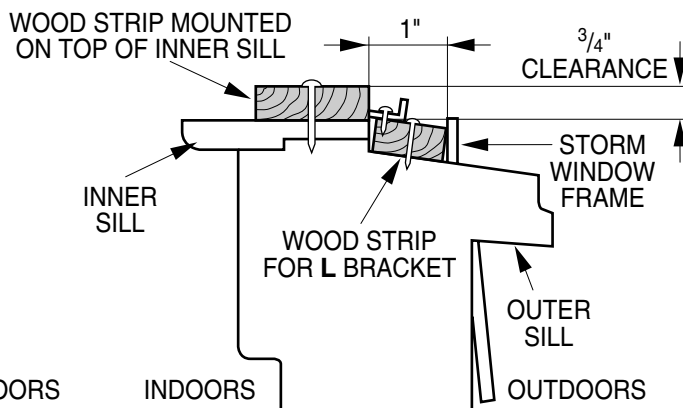 WOOD STRIP MOUNTED
ON TOP OF INNER SILL
1"
3/4"
CLEARANCE
INNER
SILL
WOOD STRIP
FOR L BRACKET
STORM
WINDOW
FRAME
OUTER
SILL
INDOORS
OUTDOORS